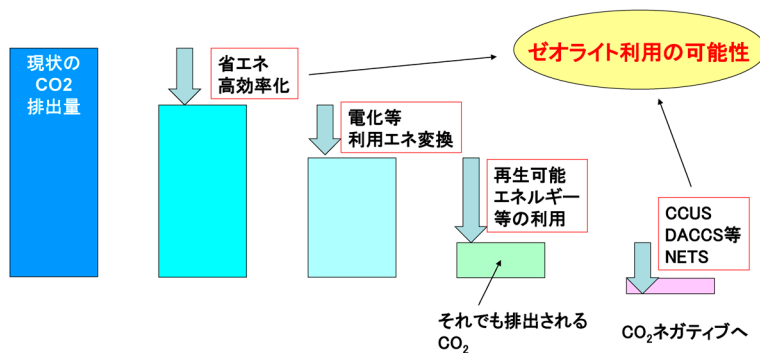 現状の
CO2
排出量
省エネ
高効率化
ゼオライト利用の可能性
電化等
利用エネ変換
再生可能
エネルギー
等の利用
CCUS
DACCS等
NETS
それでも排出される
CO₂
CO₂ネガティブへ